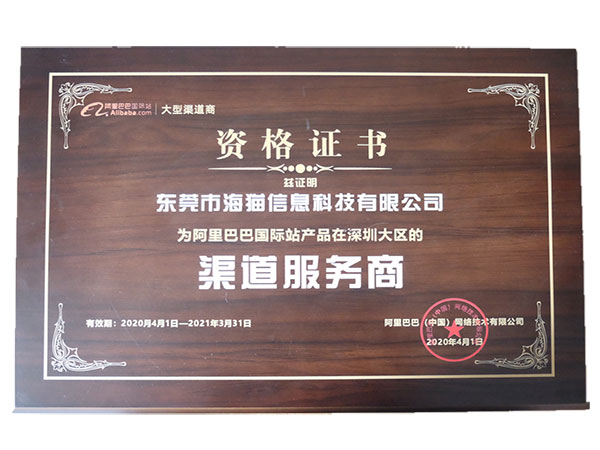 阿里巴巴国际站
Alibaba.com
大型渠道商
资格证书
兹证明
东莞市海猫信息科技有限公司
为阿里巴巴国际站产品在深圳大区的
渠道服务商
有效期：2020年4月1日—2021年3月31日
阿里巴巴（中国）网络技术有限公司
2020年4月1日